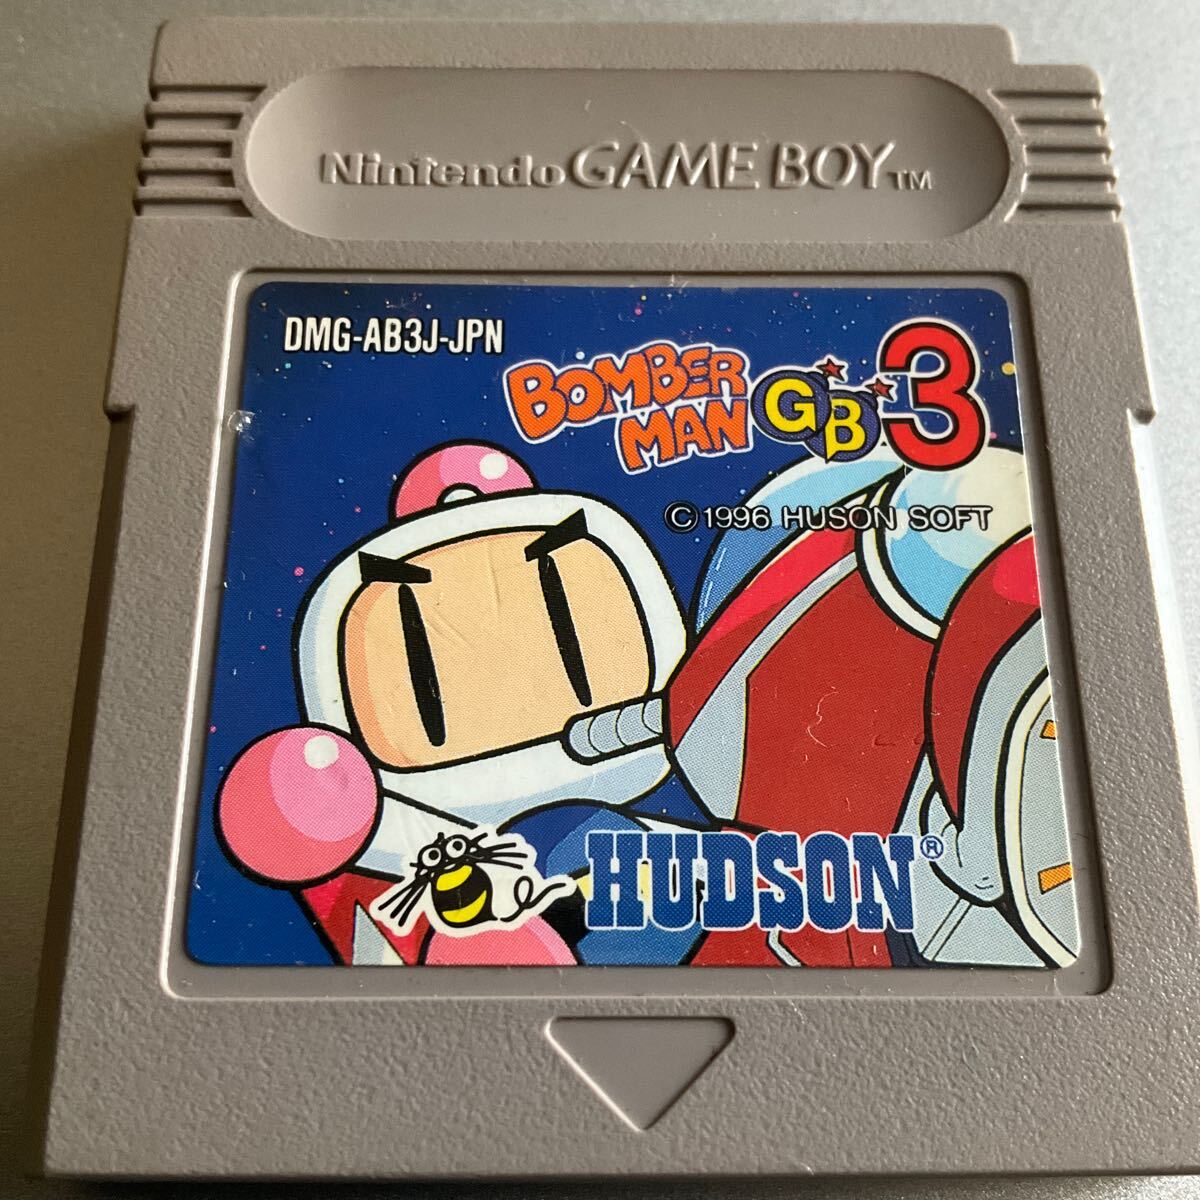 Nintendo GAME BOY™
DMG-AB3J-JPN
BOMBER
MAN
GB
3
©1996 HUSON SOFT
HUDSON®